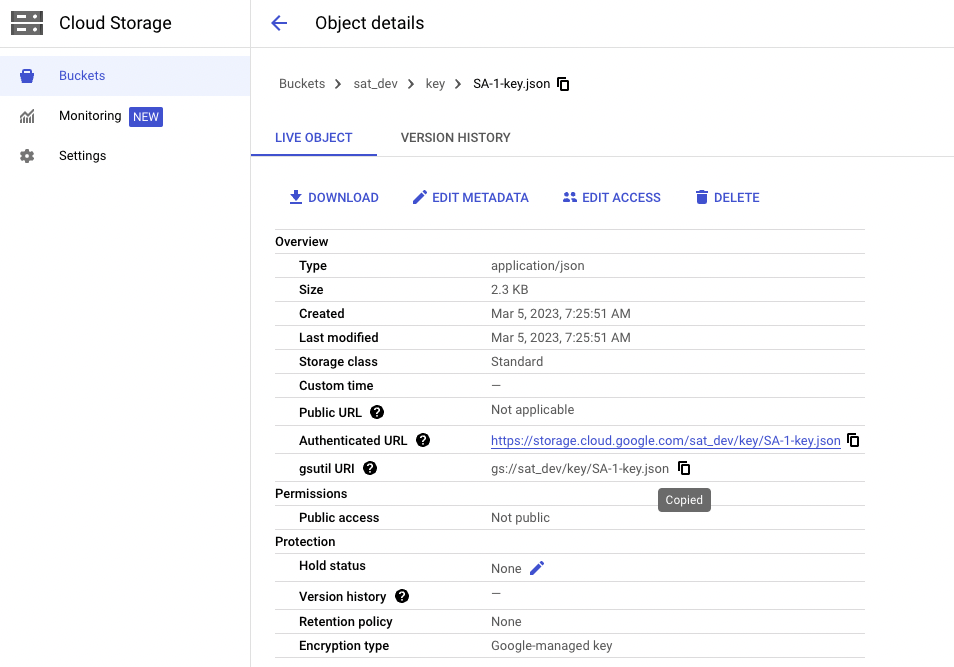 Cloud Storage
Object details
Buckets
Monitoring NEW
Settings
Buckets > sat_dev > key > SA-1-key.json
LIVE OBJECT VERSION HISTORY
DOWNLOAD EDIT METADATA EDIT ACCESS DELETE
Overview
Type application/json
Size 2.3 KB
Created Mar 5, 2023, 7:25:51 AM
Last modified Mar 5, 2023, 7:25:51 AM
Storage class Standard
Custom time —
Public URL ? Not applicable
Authenticated URL ? https://storage.cloud.google.com/sat_dev/key/SA-1-key.json
gsutil URI ? gs://sat_dev/key/SA-1-key.json
Copied
Permissions
Public access Not public
Protection
Hold status None
Version history ? —
Retention policy None
Encryption type Google-managed key